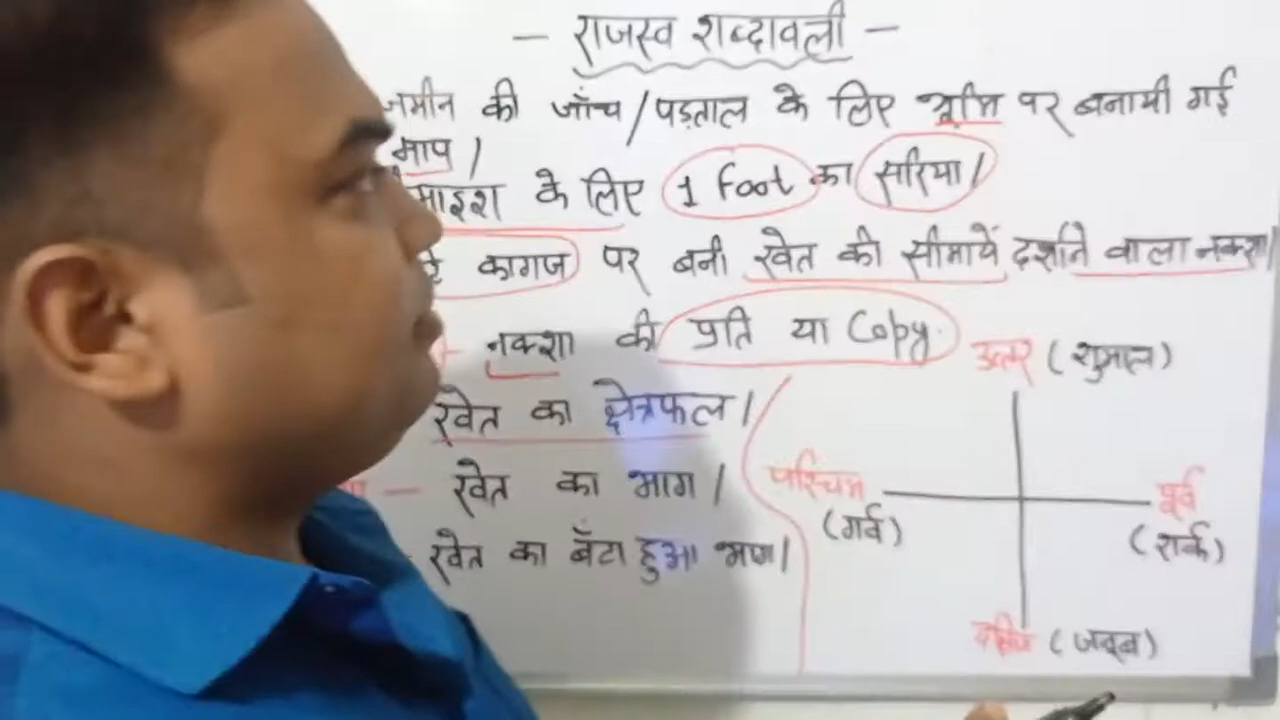 — राजस्व शब्दावली —
जमीन की जाँच/पड़ताल के लिए भूमि पर बनायी गई
माप।
माइश के लिए 1 Foot का सरिया।
कागज पर बनी खेत की सीमायें दर्शाने वाला नक्शा।
— नक्शा की प्रति या Copy.
खेत का क्षेत्रफल।
— खेत का भाग।
खेत का बँटा हुआ भाग।
उत्तर (शुमाल)
पश्चिम (गर्व)
पूर्व (शर्क)
(जनूब)